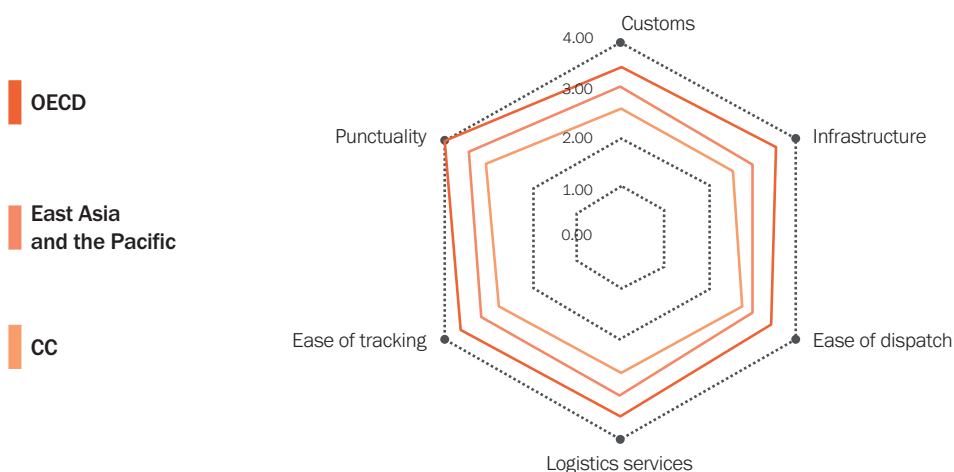 OECD
East Asia
and the Pacific
CC
Customs
4.00
3.00
2.00
1.00
0.00
Punctuality
Infrastructure
Ease of tracking
Ease of dispatch
Logistics services